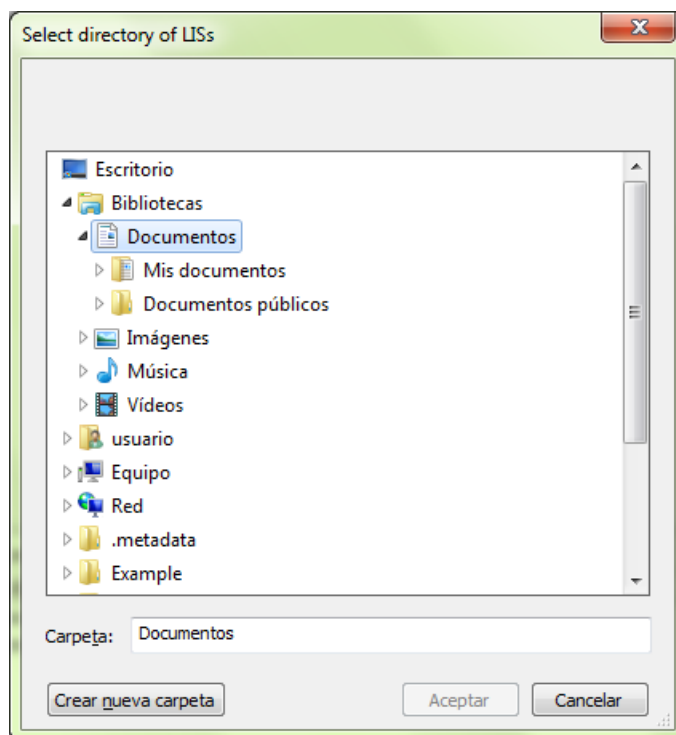 Select directory of LISs
Escritorio
Bibliotecas
Documentos
Mis documentos
Documentos públicos
Imágenes
Música
Vídeos
usuario
Equipo
Red
.metadata
Example
Carpeta: Documentos
Crear nueva carpeta Aceptar Cancelar